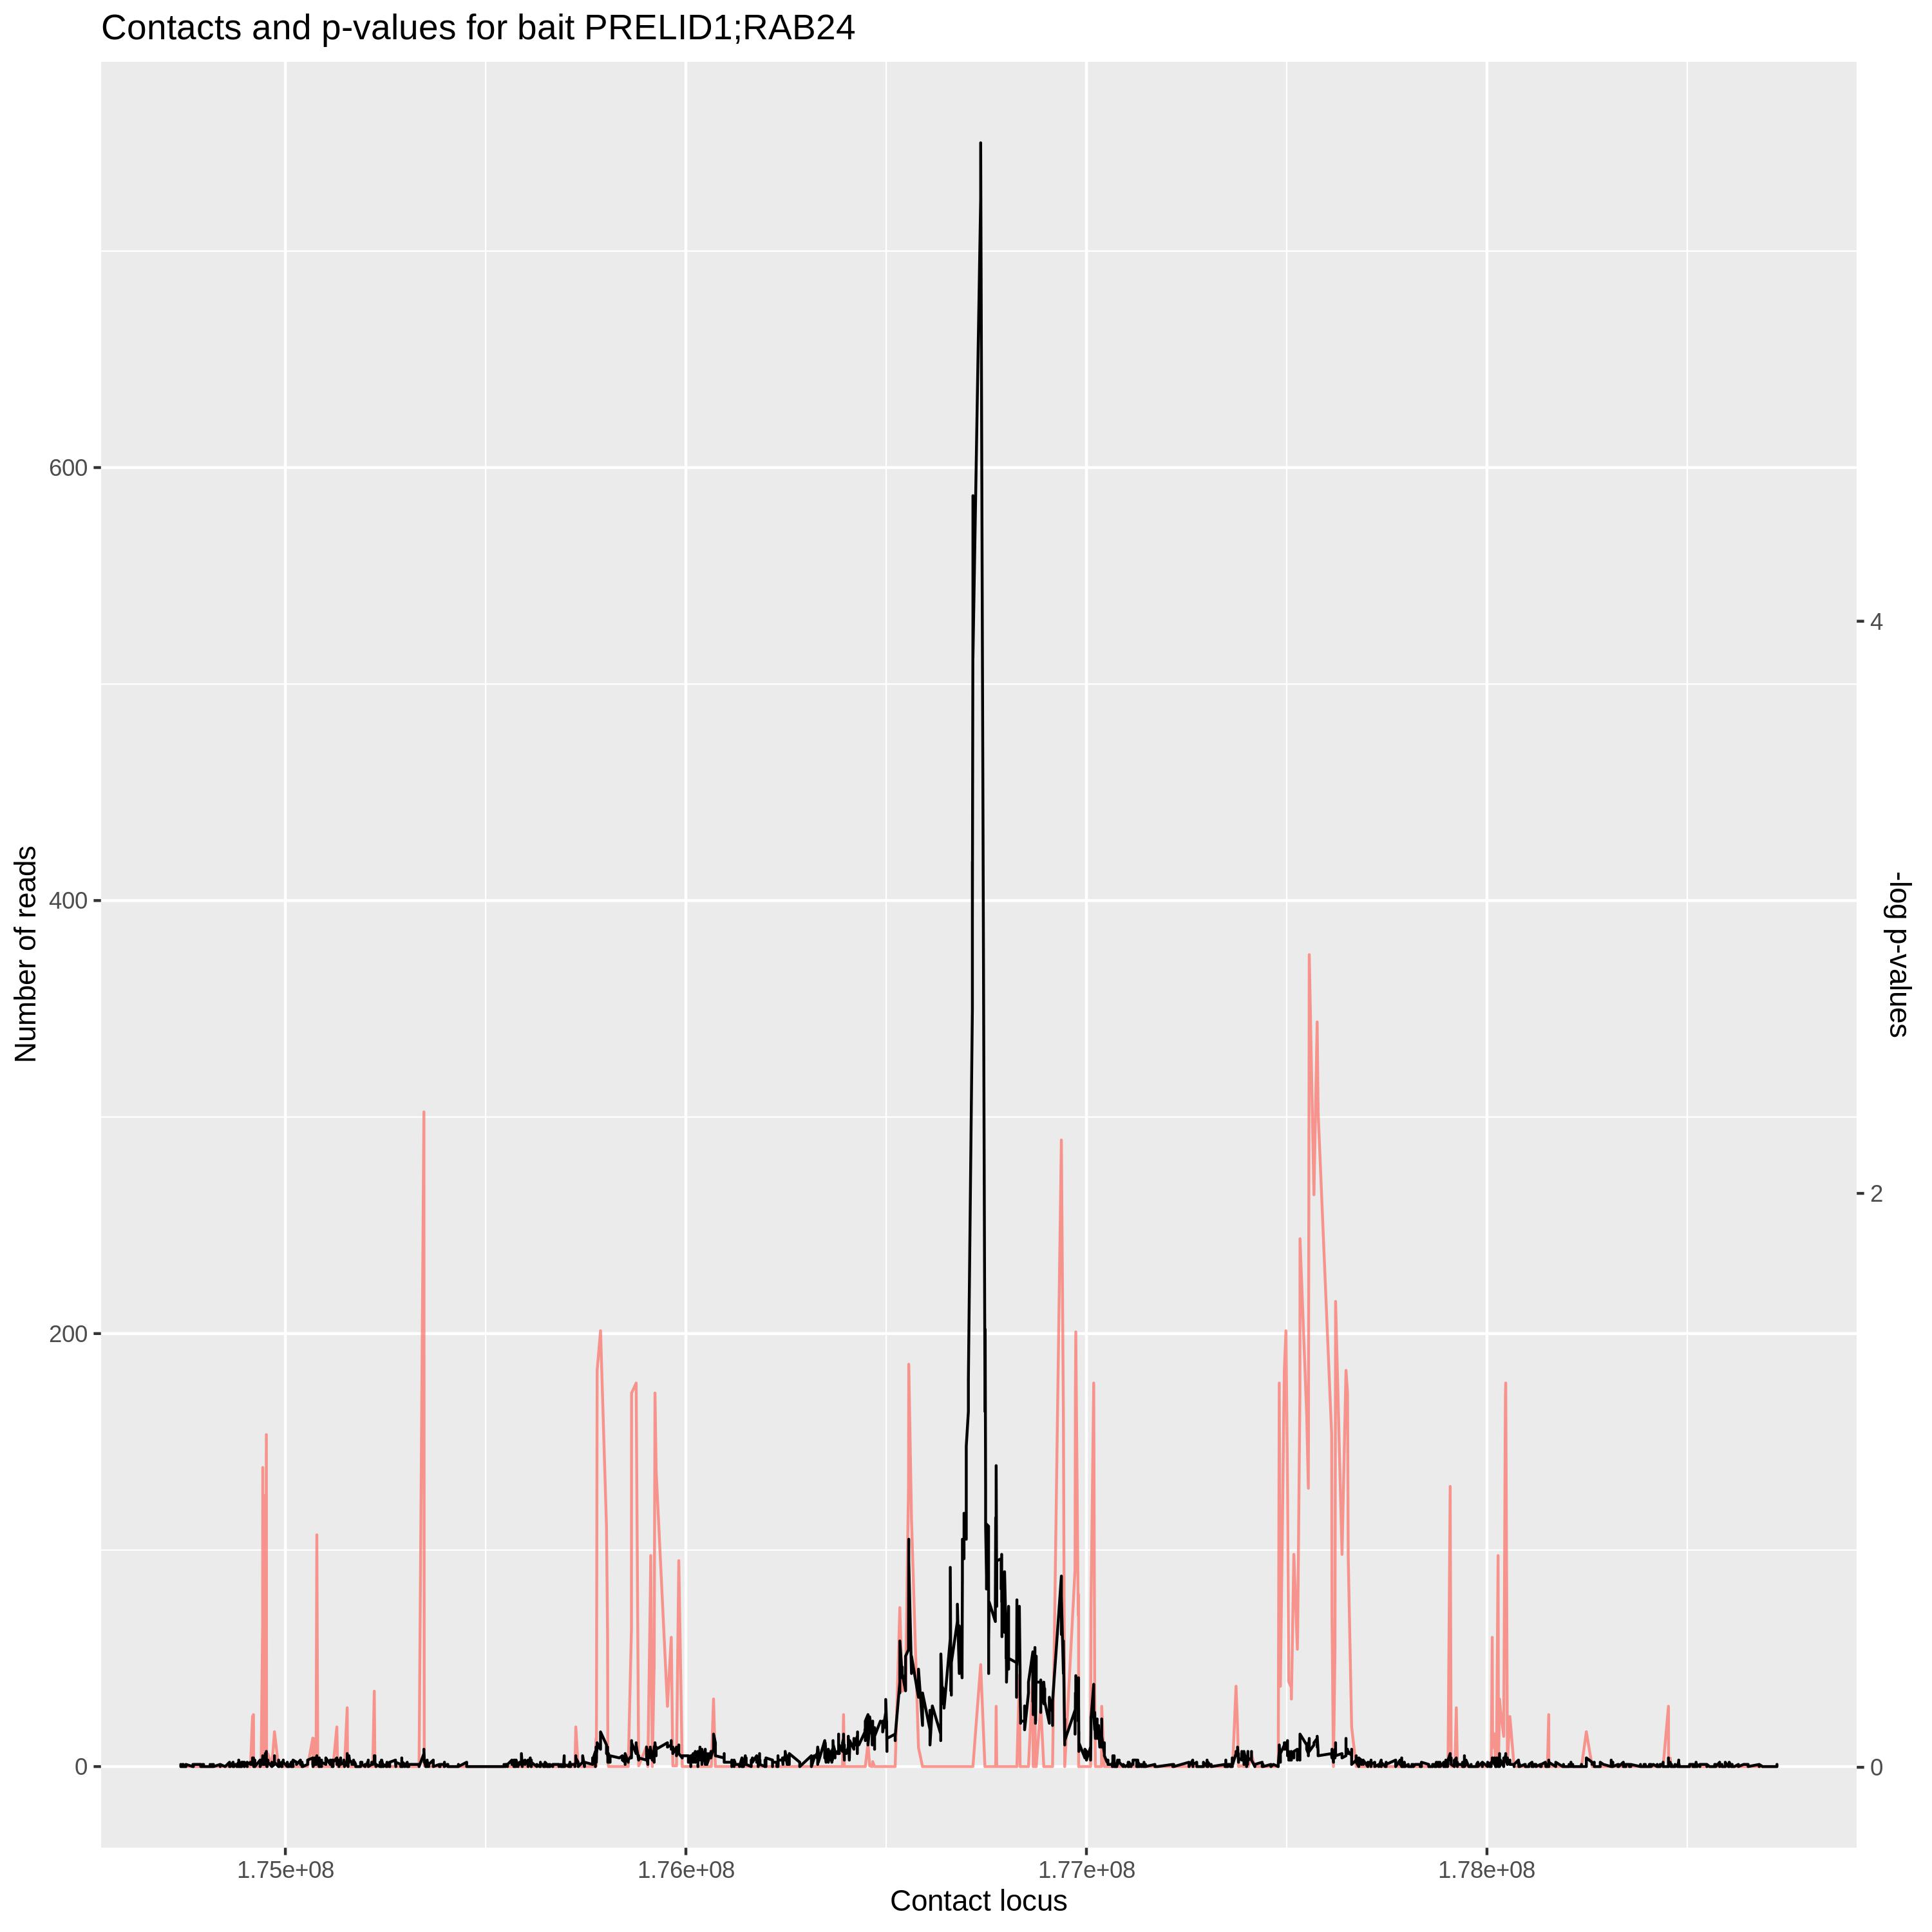 Contacts and p-values for bait PRELID1;RAB24
Number of reads
600
400
200
0
4
2
0
-log p-values
1.75e+08
1.76e+08
1.77e+08
1.78e+08
Contact locus